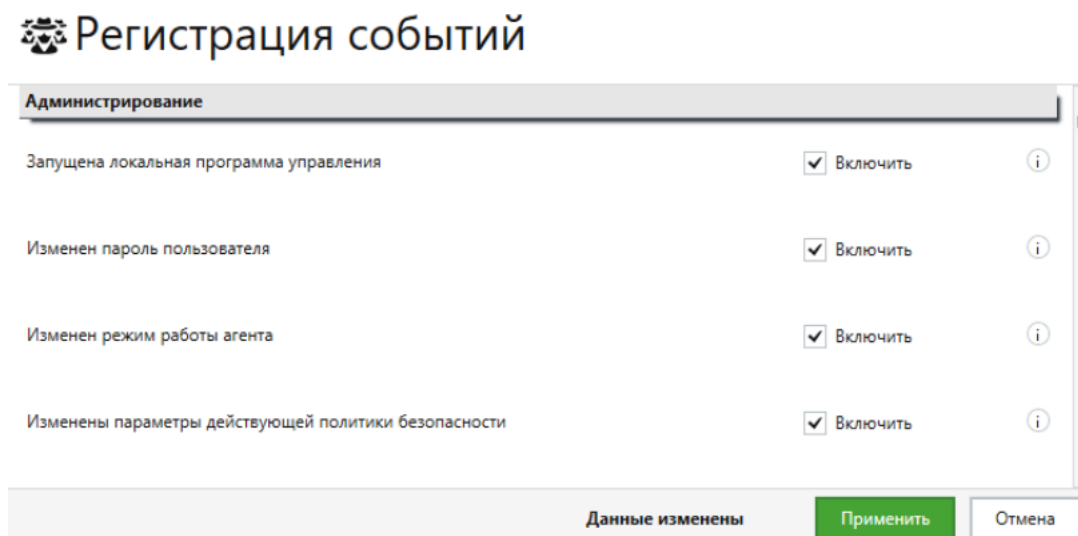 Регистрация событий
Администрирование
Запущена локальная программа управления Включить i
Изменен пароль пользователя Включить i
Изменен режим работы агента Включить i
Изменены параметры действующей политики безопасности Включить i
Данные изменены Применить Отмена